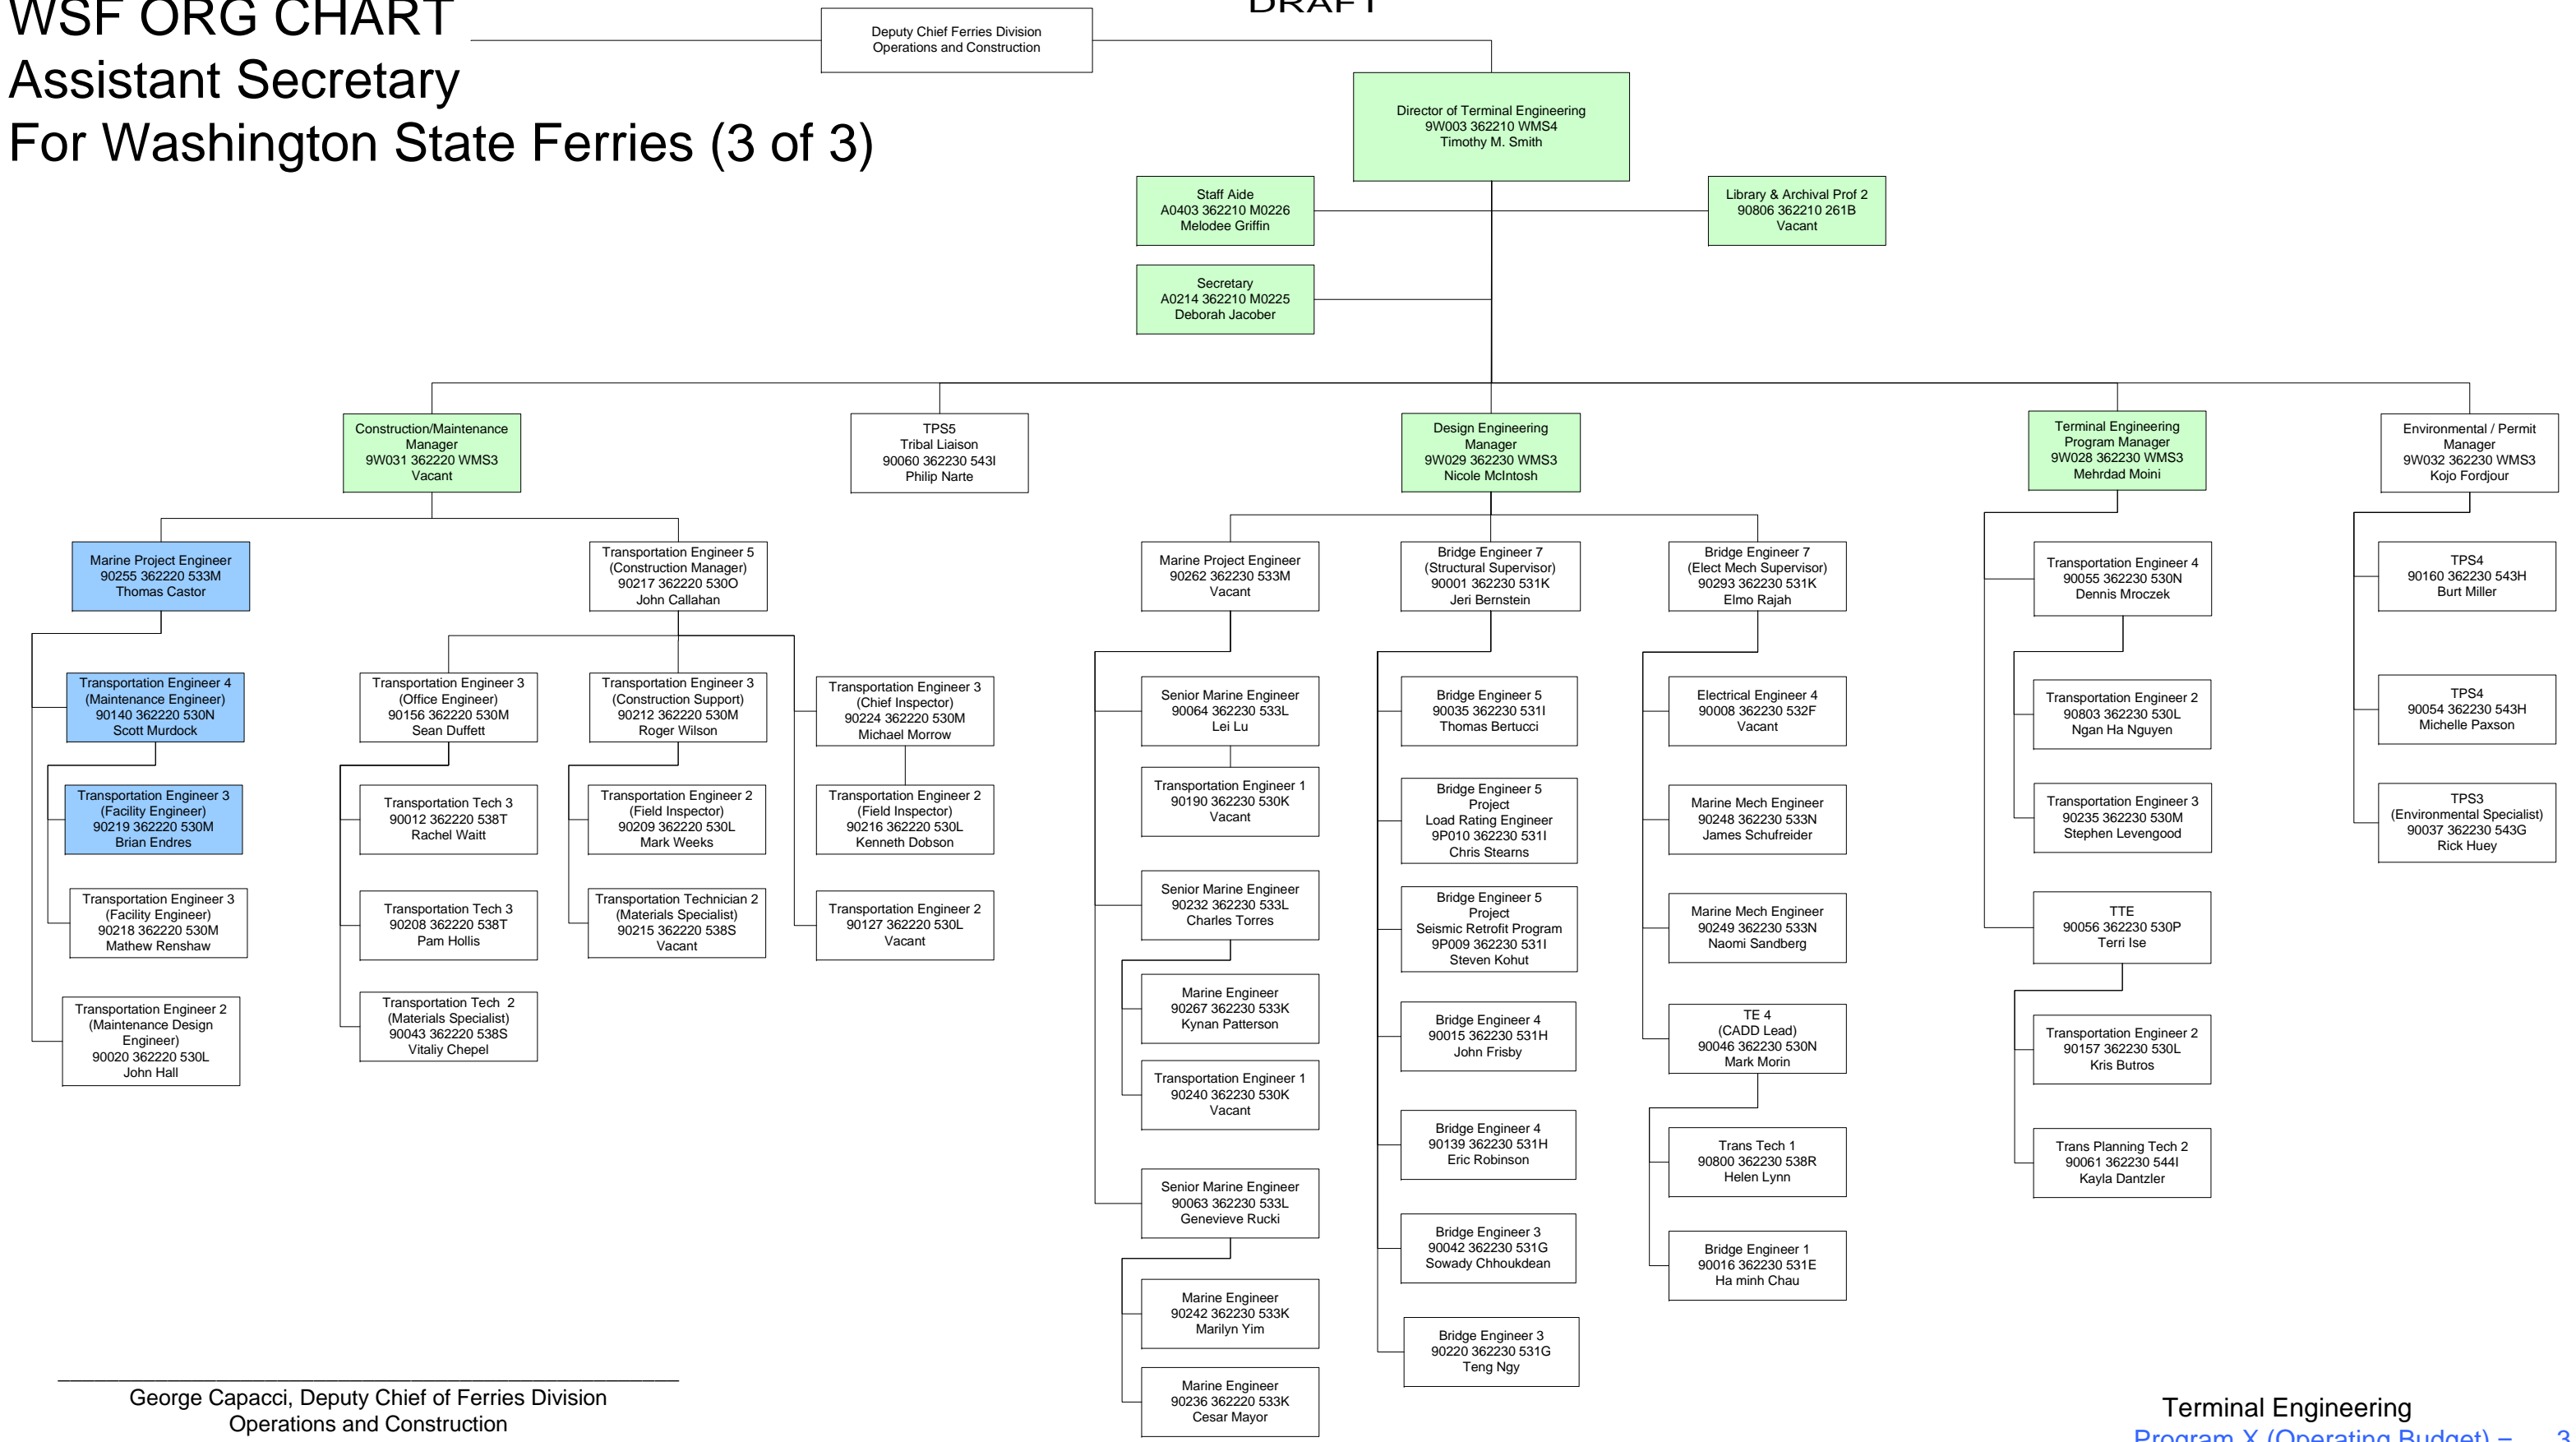 WSF ORG CHART
Assistant Secretary
For Washington State Ferries (3 of 3)
DRAFT
Deputy Chief Ferries Division
Operations and Construction
Director of Terminal Engineering
9W003 362210 WMS4
Timothy M. Smith
Staff Aide
A0403 362210 M0226
Melodee Griffin
Library & Archival Prof 2
90806 362210 261B
Vacant
Secretary
A0214 362210 M0225
Deborah Jacober
Construction/Maintenance
Manager
9W031 362220 WMS3
Vacant
TPS5
Tribal Liaison
90060 362230 543I
Philip Narte
Design Engineering
Manager
9W029 362230 WMS3
Nicole McIntosh
Terminal Engineering
Program Manager
9W028 362230 WMS3
Mehrdad Moini
Environmental / Permit
Manager
9W032 362230 WMS3
Kojo Fordjour
Marine Project Engineer
90255 362220 533M
Thomas Castor
Transportation Engineer 4
(Maintenance Engineer)
90140 362220 530N
Scott Murdock
Transportation Engineer 3
(Facility Engineer)
90219 362220 530M
Brian Endres
Transportation Engineer 3
(Facility Engineer)
90218 362220 530M
Mathew Renshaw
Transportation Engineer 2
(Maintenance Design
Engineer)
90020 362220 530L
John Hall
Transportation Engineer 5
(Construction Manager)
90217 362220 530O
John Callahan
Transportation Engineer 3
(Office Engineer)
90156 362220 530M
Sean Duffett
Transportation Tech 3
90012 362220 538T
Rachel Waitt
Transportation Tech 3
90208 362220 538T
Pam Hollis
Transportation Tech  2
(Materials Specialist)
90043 362220 538S
Vitaliy Chepel
Transportation Engineer 3
(Construction Support)
90212 362220 530M
Roger Wilson
Transportation Engineer 2
(Field Inspector)
90209 362220 530L
Mark Weeks
Transportation Technician 2
(Materials Specialist)
90215 362220 538S
Vacant
Transportation Engineer 3
(Chief Inspector)
90224 362220 530M
Michael Morrow
Transportation Engineer 2
(Field Inspector)
90216 362220 530L
Kenneth Dobson
Transportation Engineer 2
90127 362220 530L
Vacant
Marine Project Engineer
90262 362230 533M
Vacant
Senior Marine Engineer
90064 362230 533L
Lei Lu
Transportation Engineer 1
90190 362230 530K
Vacant
Senior Marine Engineer
90232 362230 533L
Charles Torres
Marine Engineer
90267 362230 533K
Kynan Patterson
Transportation Engineer 1
90240 362230 530K
Vacant
Senior Marine Engineer
90063 362230 533L
Genevieve Rucki
Marine Engineer
90242 362230 533K
Marilyn Yim
Marine Engineer
90236 362220 533K
Cesar Mayor
Bridge Engineer 7
(Structural Supervisor)
90001 362230 531K
Jeri Bernstein
Bridge Engineer 5
90035 362230 531I
Thomas Bertucci
Bridge Engineer 5
Project
Load Rating Engineer
9P010 362230 531I
Chris Stearns
Bridge Engineer 5
Project
Seismic Retrofit Program
9P009 362230 531I
Steven Kohut
Bridge Engineer 4
90015 362230 531H
John Frisby
Bridge Engineer 4
90139 362230 531H
Eric Robinson
Bridge Engineer 3
90042 362230 531G
Sowady Chhoukdean
Bridge Engineer 3
90220 362230 531G
Teng Ngy
Bridge Engineer 7
(Elect Mech Supervisor)
90293 362230 531K
Elmo Rajah
Electrical Engineer 4
90008 362230 532F
Vacant
Marine Mech Engineer
90248 362230 533N
James Schufreider
Marine Mech Engineer
90249 362230 533N
Naomi Sandberg
TE 4
(CADD Lead)
90046 362230 530N
Mark Morin
Trans Tech 1
90800 362230 538R
Helen Lynn
Bridge Engineer 1
90016 362230 531E
Ha minh Chau
Transportation Engineer 4
90055 362230 530N
Dennis Mroczek
Transportation Engineer 2
90803 362230 530L
Ngan Ha Nguyen
Transportation Engineer 3
90235 362230 530M
Stephen Levengood
TTE
90056 362230 530P
Terri Ise
Transportation Engineer 2
90157 362230 530L
Kris Butros
Trans Planning Tech 2
90061 362230 544I
Kayla Dantzler
TPS4
90160 362230 543H
Burt Miller
TPS4
90054 362230 543H
Michelle Paxson
TPS3
(Environmental Specialist)
90037 362230 543G
Rick Huey
George Capacci, Deputy Chief of Ferries Division
Operations and Construction
Terminal Engineering
Program X (Operating Budget) = 3